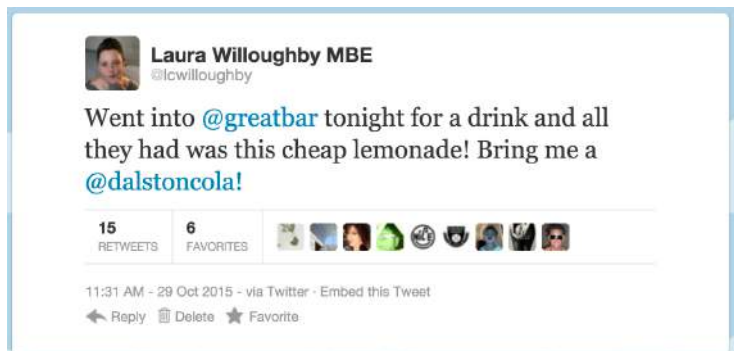 Laura Willoughby MBE
@lcwilloughby
Went into @greatbar tonight for a drink and all
they had was this cheap lemonade! Bring me a
@dalstoncola!
15 6
RETWEETS FAVORITES
11:31 AM - 29 Oct 2015 - via Twitter · Embed this Tweet
Reply Delete Favorite